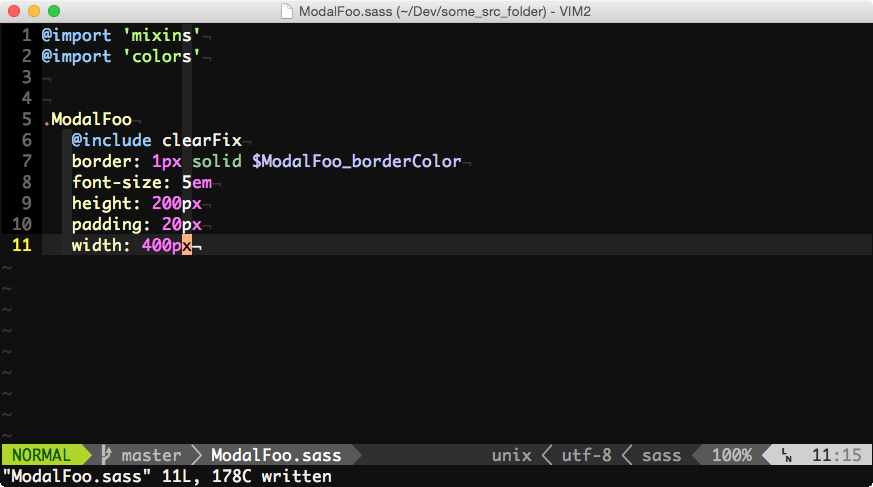 ModalFoo.sass (~/Dev/some_src_folder) - VIM2
1 @import 'mixins'¬
2 @import 'colors'¬
3 ¬
4 ¬
5 .ModalFoo¬
6    @include clearFix¬
7    border: 1px solid $ModalFoo_borderColor¬
8    font-size: 5em¬
9    height: 200px¬
10    padding: 20px¬
11    width: 400px¬
~
~
~
~
~
~
~
~
~
NORMAL master ModalFoo.sass unix utf-8 sass 100% LN 11:15
"ModalFoo.sass" 11L, 178C written